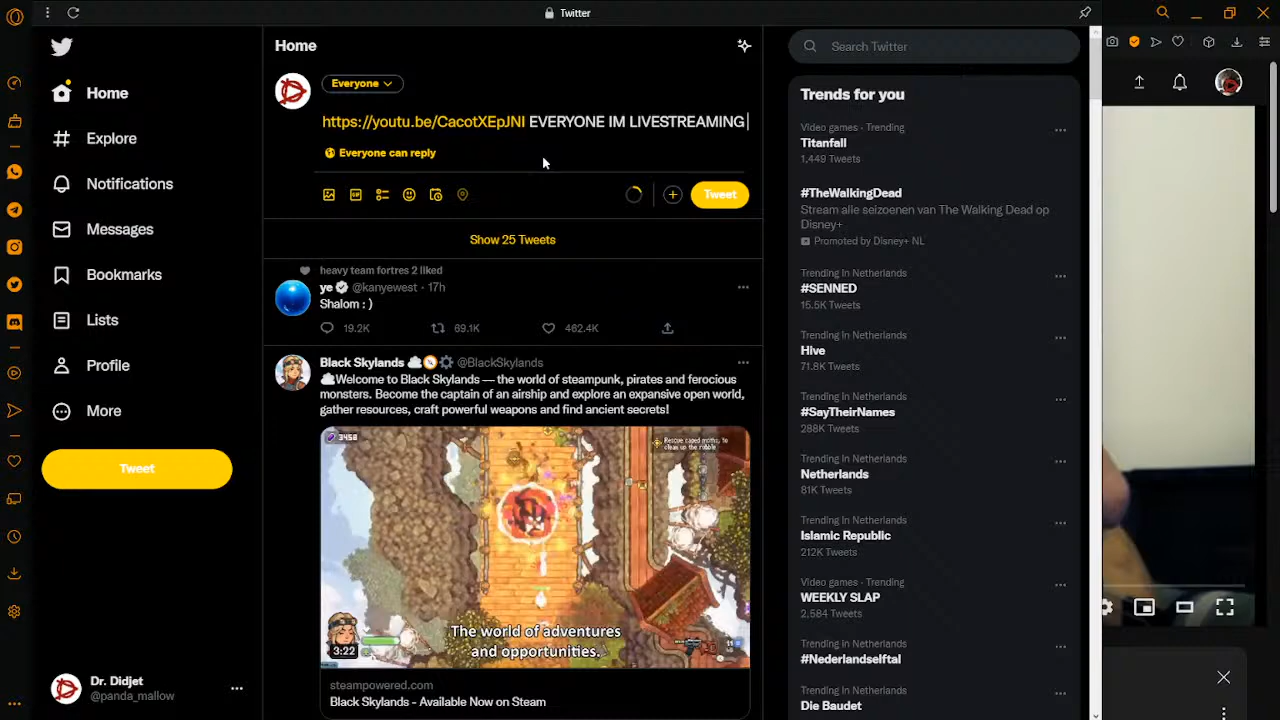 Twitter
Home
Search Twitter
Home
Explore
Notifications
Messages
Bookmarks
Lists
Profile
More
Tweet
Dr. Didjet
@panda_mallow
Everyone
https://youtu.be/CacotXEpJNI EVERYONE IM LIVESTREAMING
Everyone can reply
GIF
Tweet
Show 25 Tweets
heavy team fortres 2 liked
ye @kanyewest · 17h
Shalom : )
19.2K 69.1K 462.4K
Black Skylands @BlackSkylands
Welcome to Black Skylands — the world of steampunk, pirates and ferocious
monsters. Become the captain of an airship and explore an expansive open world,
gather resources, craft powerful weapons and find ancient secrets!
3458
The world of adventures
and opportunities.
3:22
steampowered.com
Black Skylands - Available Now on Steam
Trends for you
Video games · Trending
Titanfall
1,449 Tweets
#TheWalkingDead
Stream alle seizoenen van The Walking Dead op
Disney+
Promoted by Disney+ NL
Trending in Netherlands
#SENNED
15.5K Tweets
Trending in Netherlands
Hive
71.8K Tweets
Trending in Netherlands
#SayTheirNames
288K Tweets
Trending in Netherlands
Netherlands
81K Tweets
Trending in Netherlands
Islamic Republic
212K Tweets
Video games · Trending
WEEKLY SLAP
2,584 Tweets
Trending in Netherlands
#Nederlandselftal
Trending in Netherlands
Die Baudet